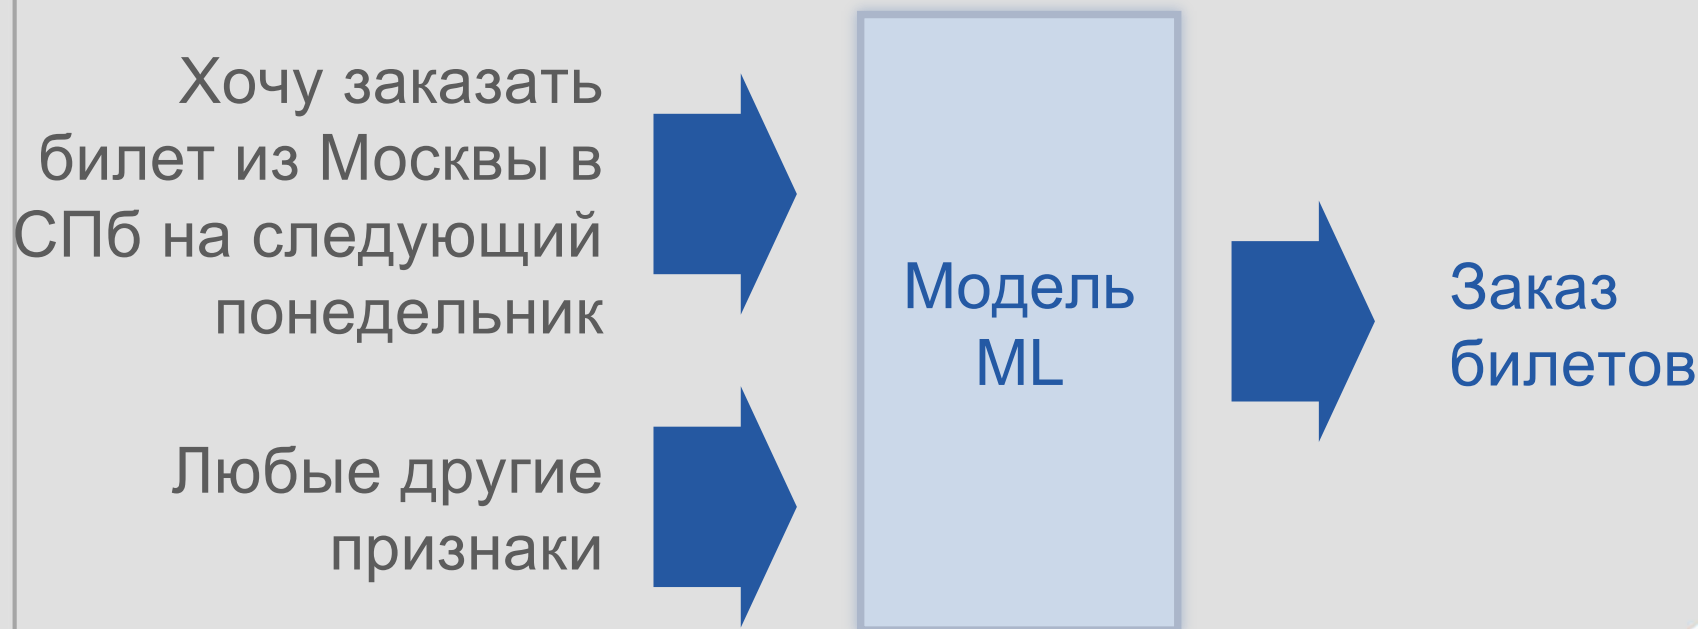 Хочу заказать
билет из Москвы в
СПб на следующий
понедельник
Любые другие
признаки
Модель
ML
Заказ
билетов